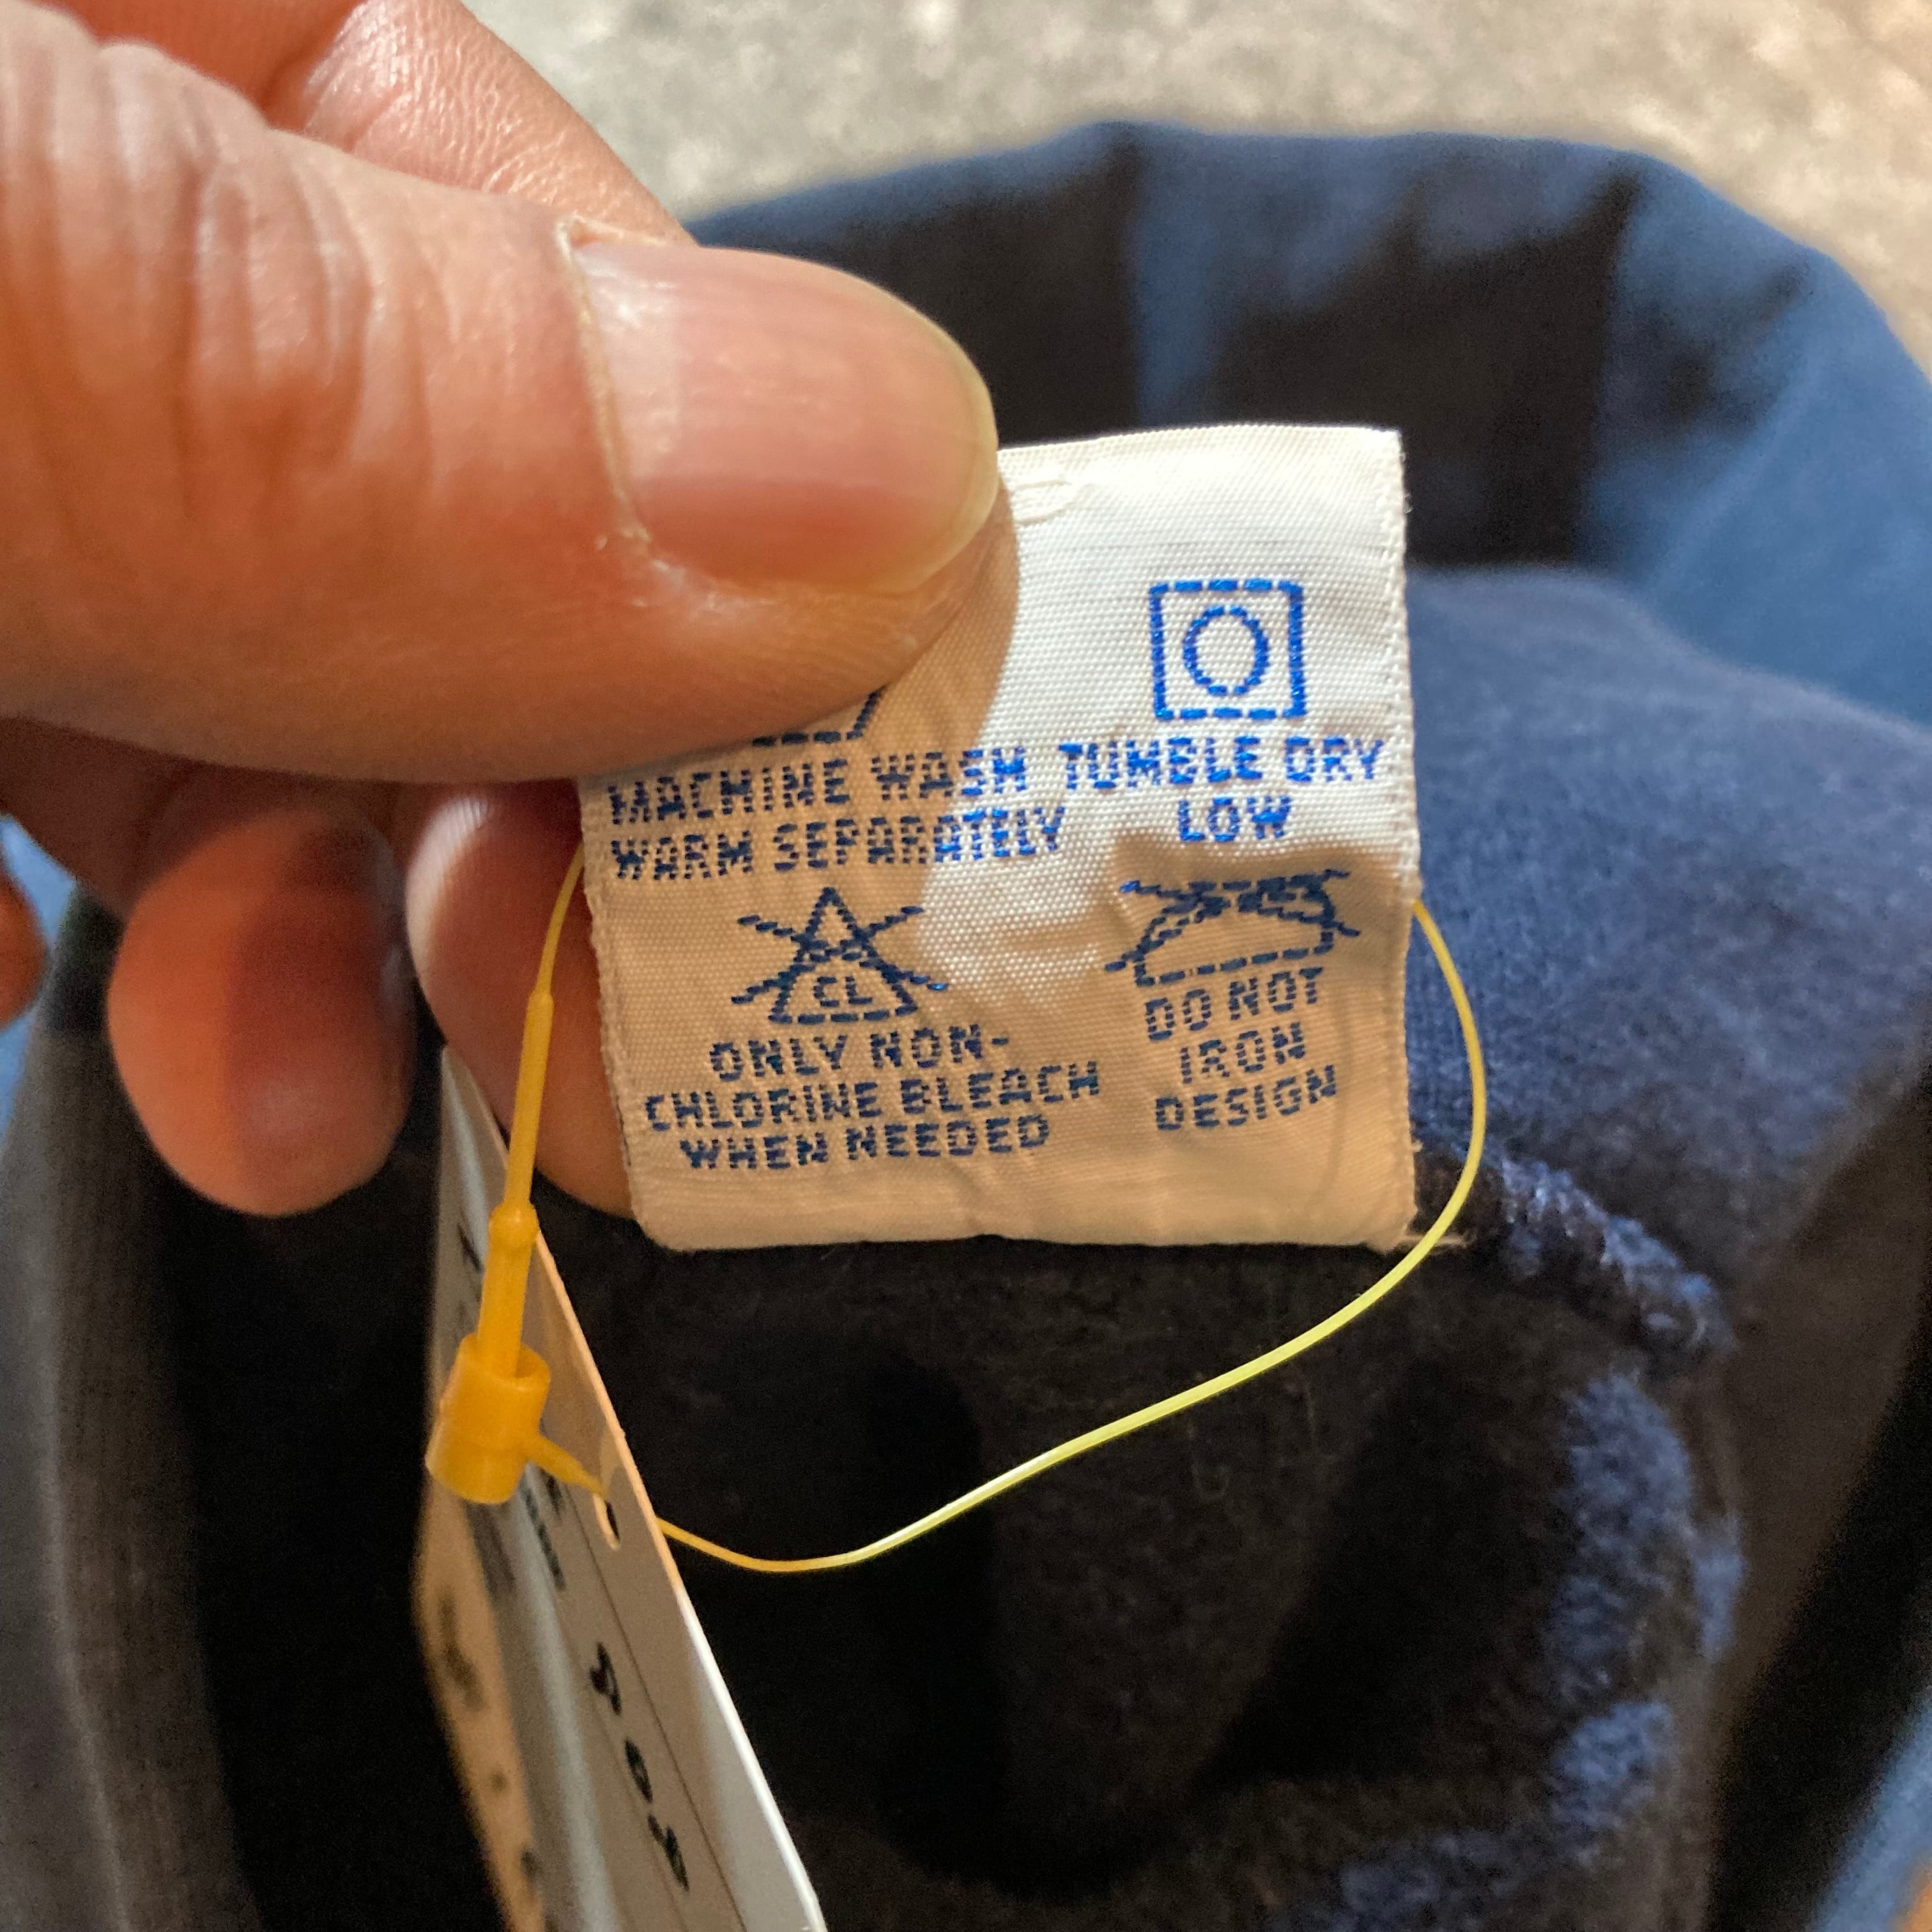 MACHINE WASH
WARM SEPARATELY
TUMBLE DRY
LOW
CL
ONLY NON-
CHLORINE BLEACH
WHEN NEEDED
DO NOT
IRON
DESIGN